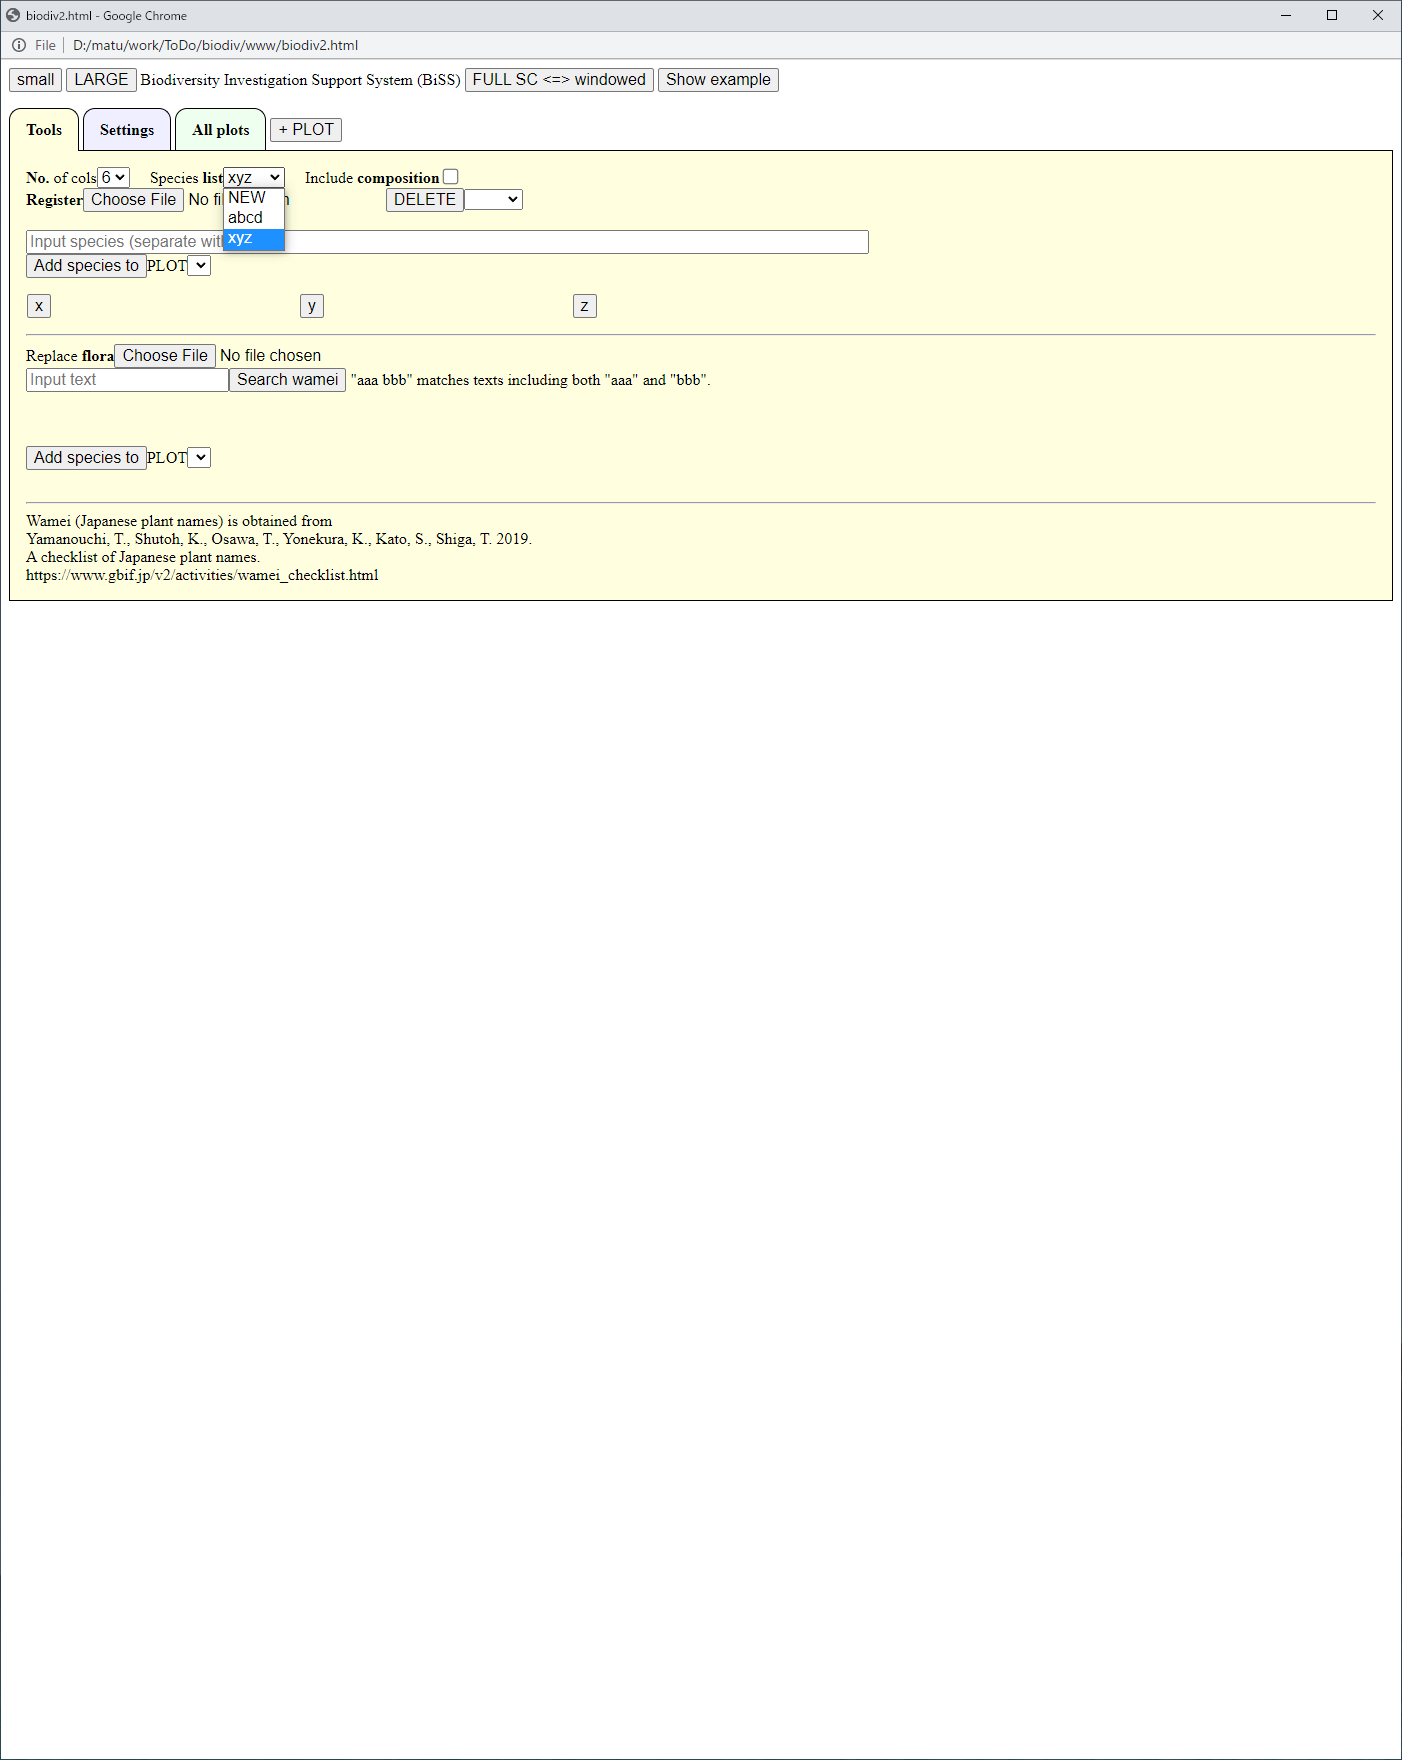 biodiv2.html - Google Chrome
File D:/matu/work/ToDo/biodiv/www/biodiv2.html
small LARGE Biodiversity Investigation Support System (BiSS) FULL SC <=> windowed Show example
Tools Settings All plots + PLOT
No. of cols 6 Species list xyz Include composition
Register Choose File No fi n DELETE
NEW
abcd
xyz
Input species (separate wit
Add species to PLOT
x y z
Replace flora Choose File No file chosen
Input text Search wamei "aaa bbb" matches texts including both "aaa" and "bbb".
Add species to PLOT
Wamei (Japanese plant names) is obtained from
Yamanouchi, T., Shutoh, K., Osawa, T., Yonekura, K., Kato, S., Shiga, T. 2019.
A checklist of Japanese plant names.
https://www.gbif.jp/v2/activities/wamei_checklist.html